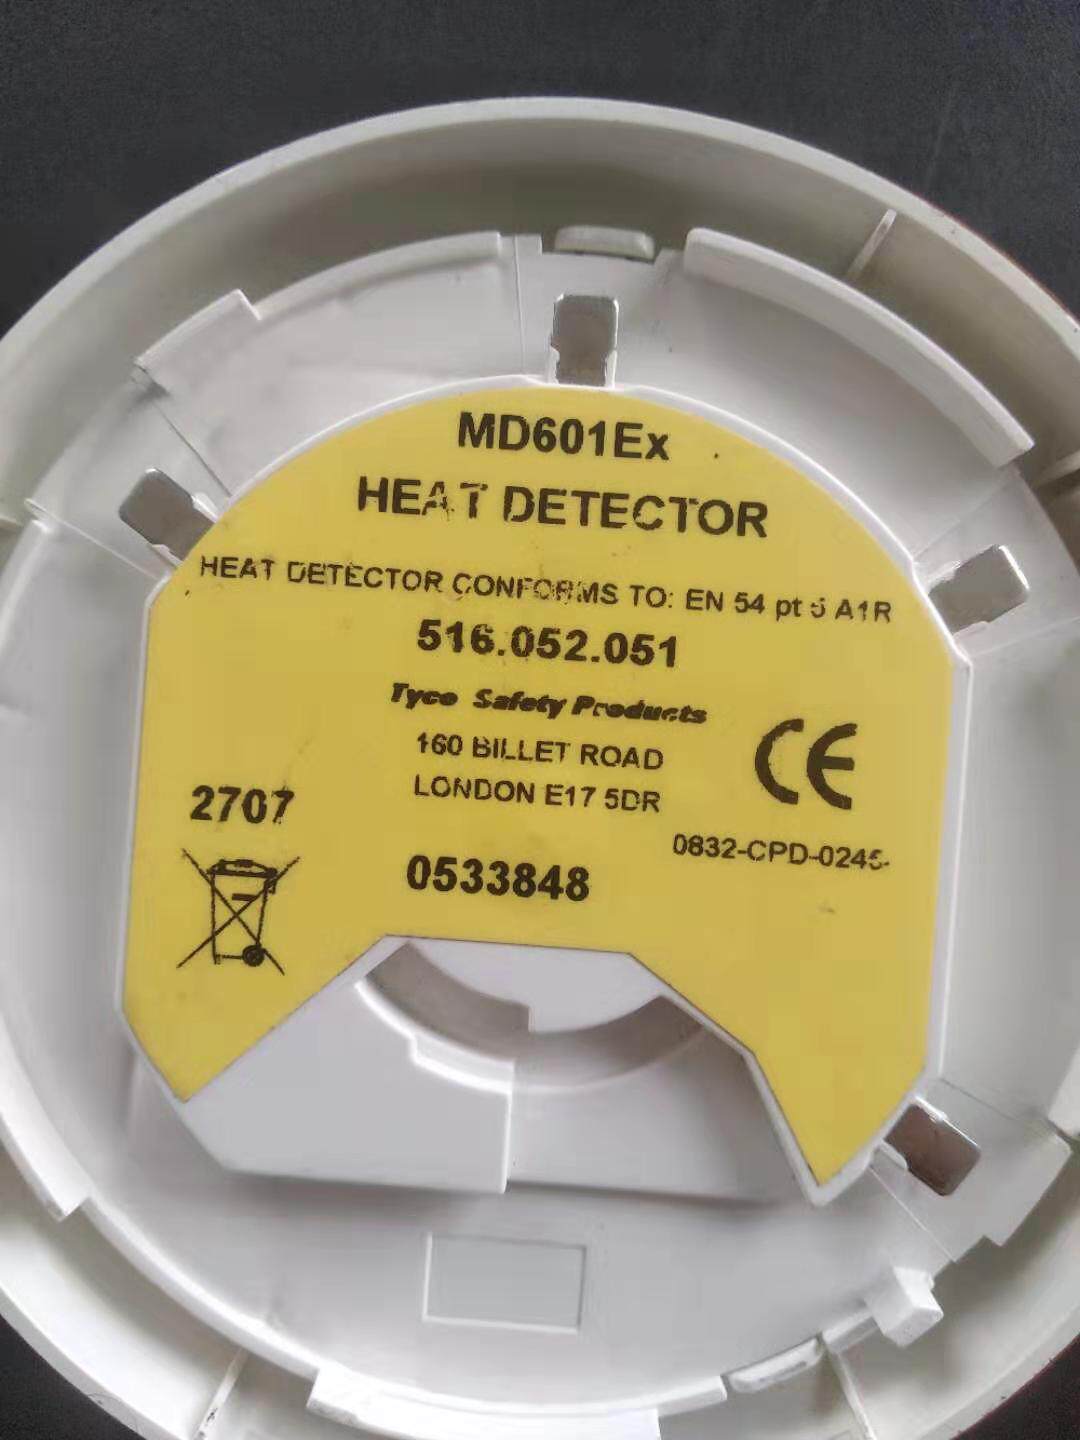 MD601Ex
HEAT DETECTOR
HEAT DETECTOR CONFORMS TO: EN 54 pt 5 A1R
516.052.051
Tyco Safety Products
160 BILLET ROAD
LONDON E17 5DR
CE
2707
0832-CPD-0245
0533848